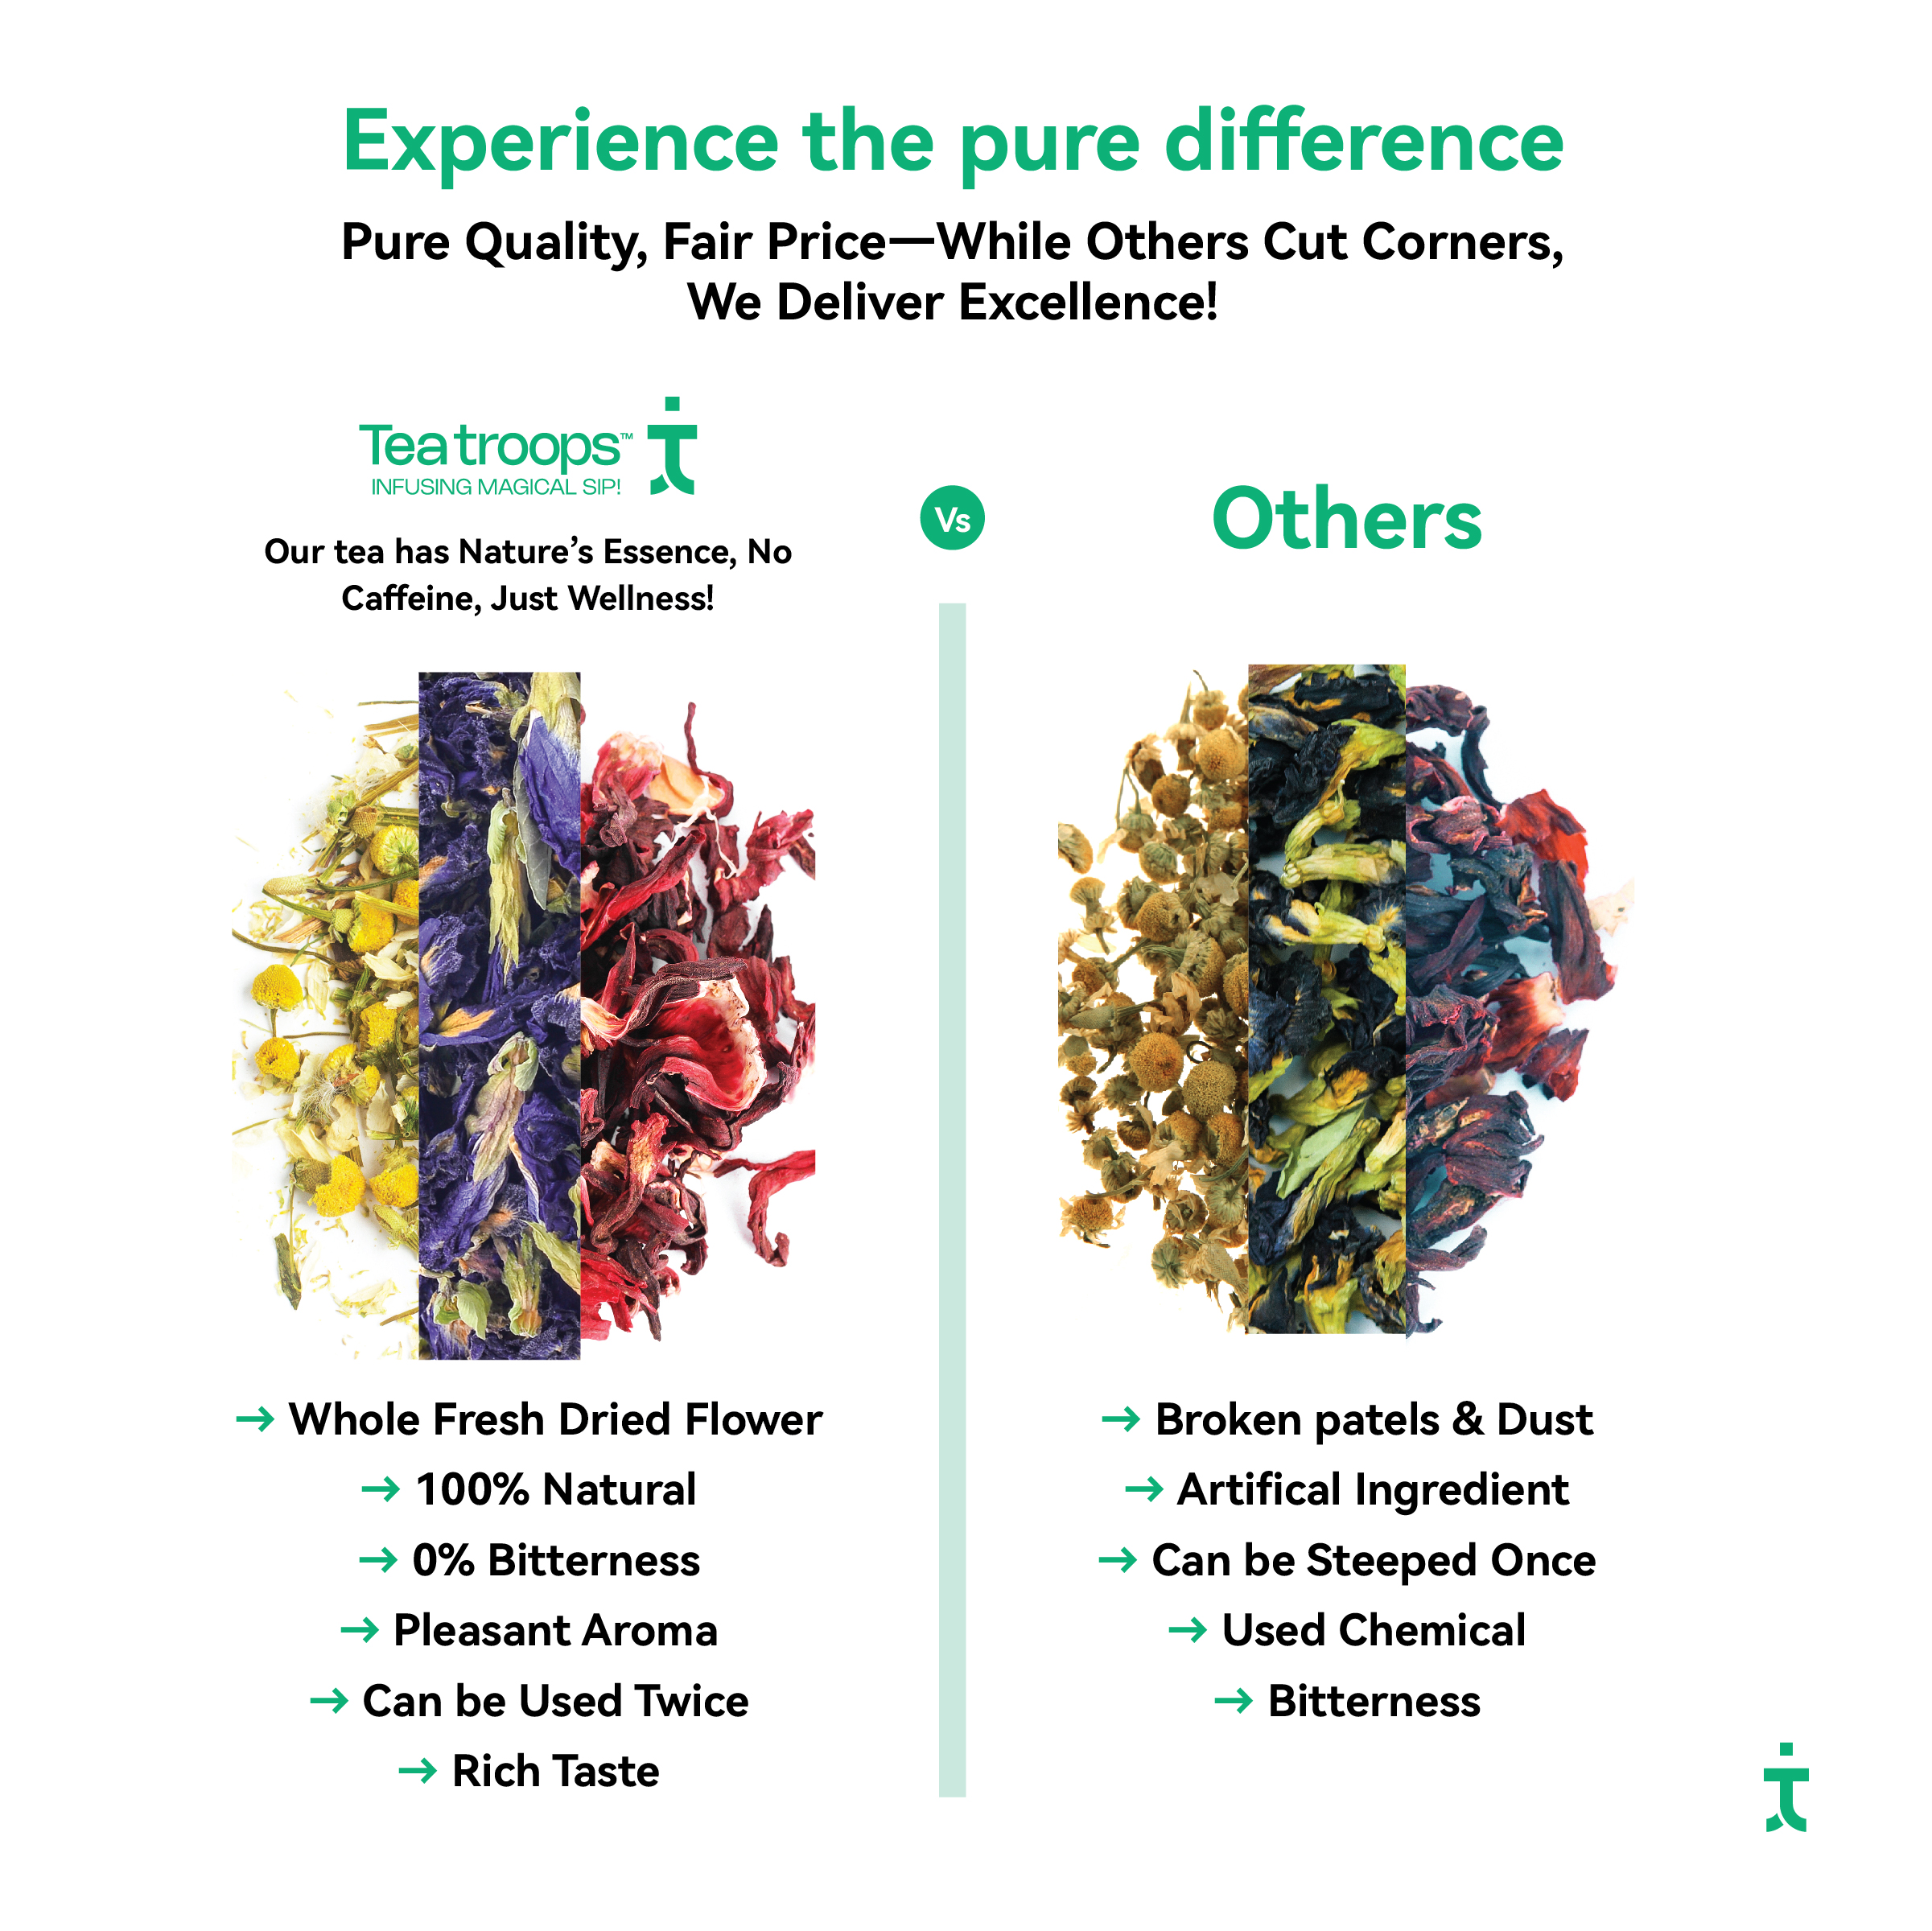 Experience the pure difference
Pure Quality, Fair Price—While Others Cut Corners,
We Deliver Excellence!
Tea troops™
INFUSING MAGICAL SIP!
Our tea has Nature’s Essence, No
Caffeine, Just Wellness!
Vs
Others
→ Whole Fresh Dried Flower
→ 100% Natural
→ 0% Bitterness
→ Pleasant Aroma
→ Can be Used Twice
→ Rich Taste
→ Broken patels & Dust
→ Artifical Ingredient
→ Can be Steeped Once
→ Used Chemical
→ Bitterness